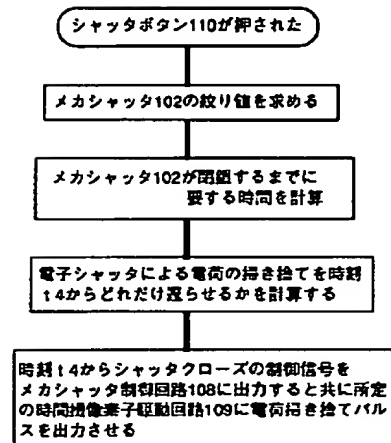 シャッタボタン110が押された
メカシャッタ102の絞り値を求める
メカシャッタ102が閉鎖するまでに
要する時間を計算
電子シャッタによる電荷の掃き捨てを時刻
t4からどれだけ遅らせるかを計算する
時刻t4からシャッタクローズの制御信号を
メカシャッタ制御回路108に出力すると共に所定
の時間撮像素子駆動回路109に電荷掃き捨てパル
スを出力させる